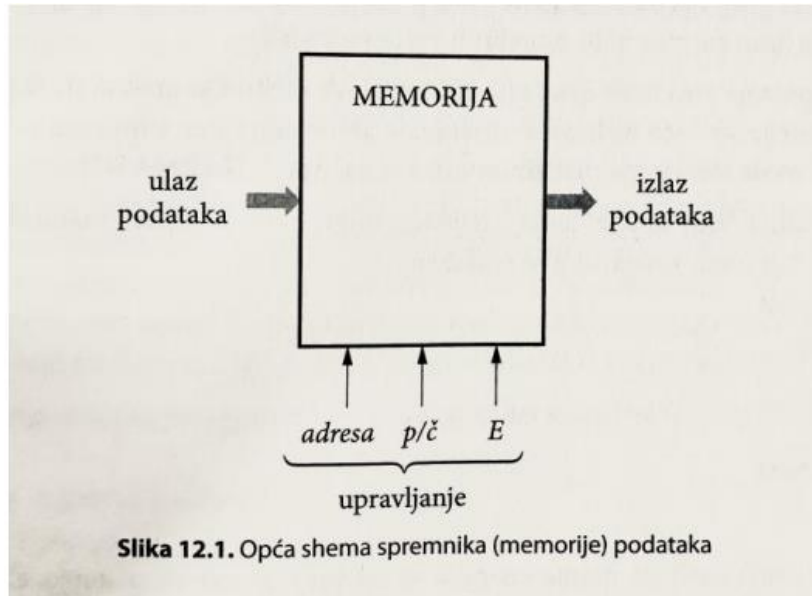 MEMORIJA
ulaz
podataka
izlaz
podataka
adresa p/č E
upravljanje
Slika 12.1. Opća shema spremnika (memorije) podataka